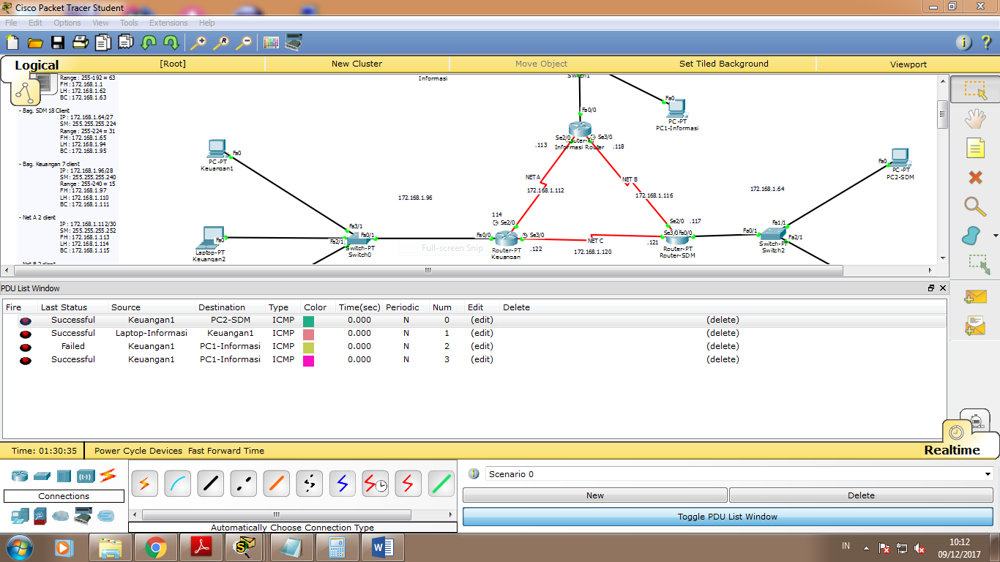 Cisco Packet Tracer Student
File Edit Options View Tools Extensions Help
Logical
[Root]
New Cluster
Move Object
Set Tiled Background
Viewport
Range : 255-192 = 63
FH : 172.168.1.1
LH : 172.168.1.62
BC : 172.168.1.63
- Bag. SDM 18 Client
IP : 172.168.1.64/27
SM : 255.255.255.224
Range : 255-224 = 31
FH : 172.168.1.65
LH : 172.168.1.94
BC : 172.168.1.95
- Bag. Keuangan 7 client
IP : 172.168.1.96/28
SM : 255.255.255.240
Range : 255-240 = 15
FH : 172.168.1.97
LH : 172.168.1.110
BC : 172.168.1.111
- Net A 2 client
IP : 172.168.1.112/30
SM : 255.255.255.252
FH : 172.168.1.113
LH : 172.168.1.114
BC : 172.168.1.115
Informasi
Switch1
Fa0/0
Fa0
PC-PT
PC1-Informasi
Se2/0
Se3/0
Informasi Router
.113
.118
Fa0
PC-PT
Keuangan1
Fa0
PC-PT
PC2-SDM
NET A
172.168.1.112
NET B
172.168.1.116
172.168.1.96
172.168.1.64
114
Se2/0
Fa0/0
Se3/0
.122
Router-PT
Keuangan
NET C
172.168.1.120
Se2/0
.117
Se3/0
Fa0/0
.121
Router-PT
Router-SDM
Fa0/1
Fa1/1
Fa2/1
Switch-PT
Switch2
Fa0
Laptop-PT
Keuangan2
Fa3/1
Fa2/1
Fa0/1
Switch-PT
Switch0
Full-screen Snip
PDU List Window
Fire Last Status Source Destination Type Color Time(sec) Periodic Num Edit Delete
Successful Keuangan1 PC2-SDM ICMP 0.000 N 0 (edit) (delete)
Successful Laptop-Informasi Keuangan1 ICMP 0.000 N 1 (edit) (delete)
Failed Keuangan1 PC1-Informasi ICMP 0.000 N 2 (edit) (delete)
Successful Keuangan1 PC1-Informasi ICMP 0.000 N 3 (edit) (delete)
Time: 01:30:35
Power Cycle Devices Fast Forward Time
Realtime
Connections
Automatically Choose Connection Type
Scenario 0
New
Delete
Toggle PDU List Window
IN
10:12
09/12/2017